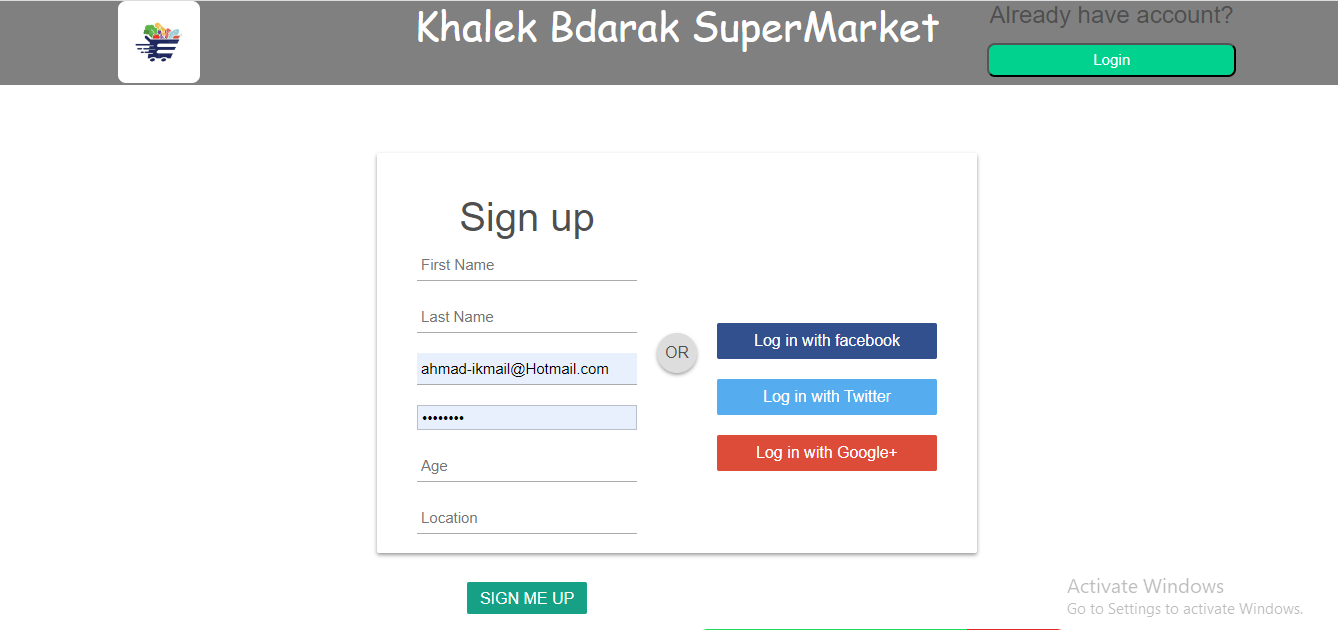 Khalek Bdarak SuperMarket
Already have account?
Login
Sign up
First Name
Last Name
ahmad-ikmail@Hotmail.com
••••••••
Age
Location
OR
Log in with facebook
Log in with Twitter
Log in with Google+
SIGN ME UP
Activate Windows
Go to Settings to activate Windows.